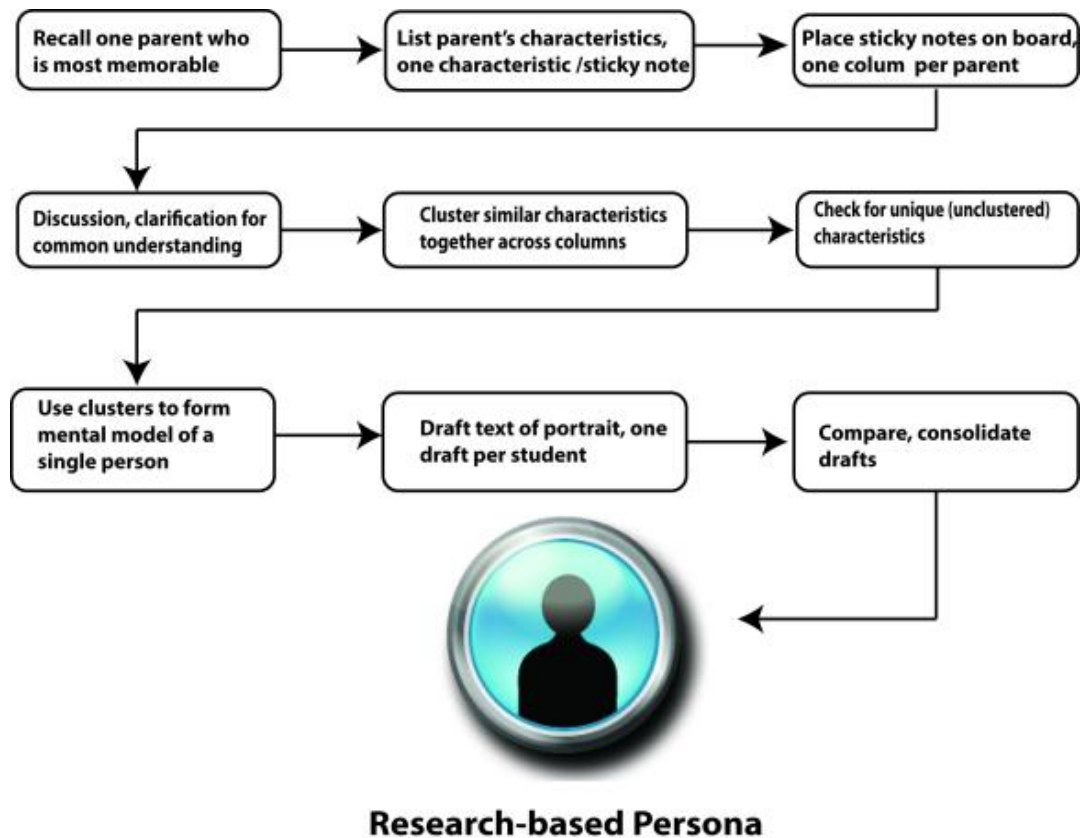 Recall one parent who
is most memorable
List parent's characteristics,
one characteristic /sticky note
Place sticky notes on board,
one colum per parent
Discussion, clarification for
common understanding
Cluster similar characteristics
together across columns
Check for unique (unclustered)
characteristics
Use clusters to form
mental model of a
single person
Draft text of portrait, one
draft per student
Compare, consolidate
drafts
Research-based Persona